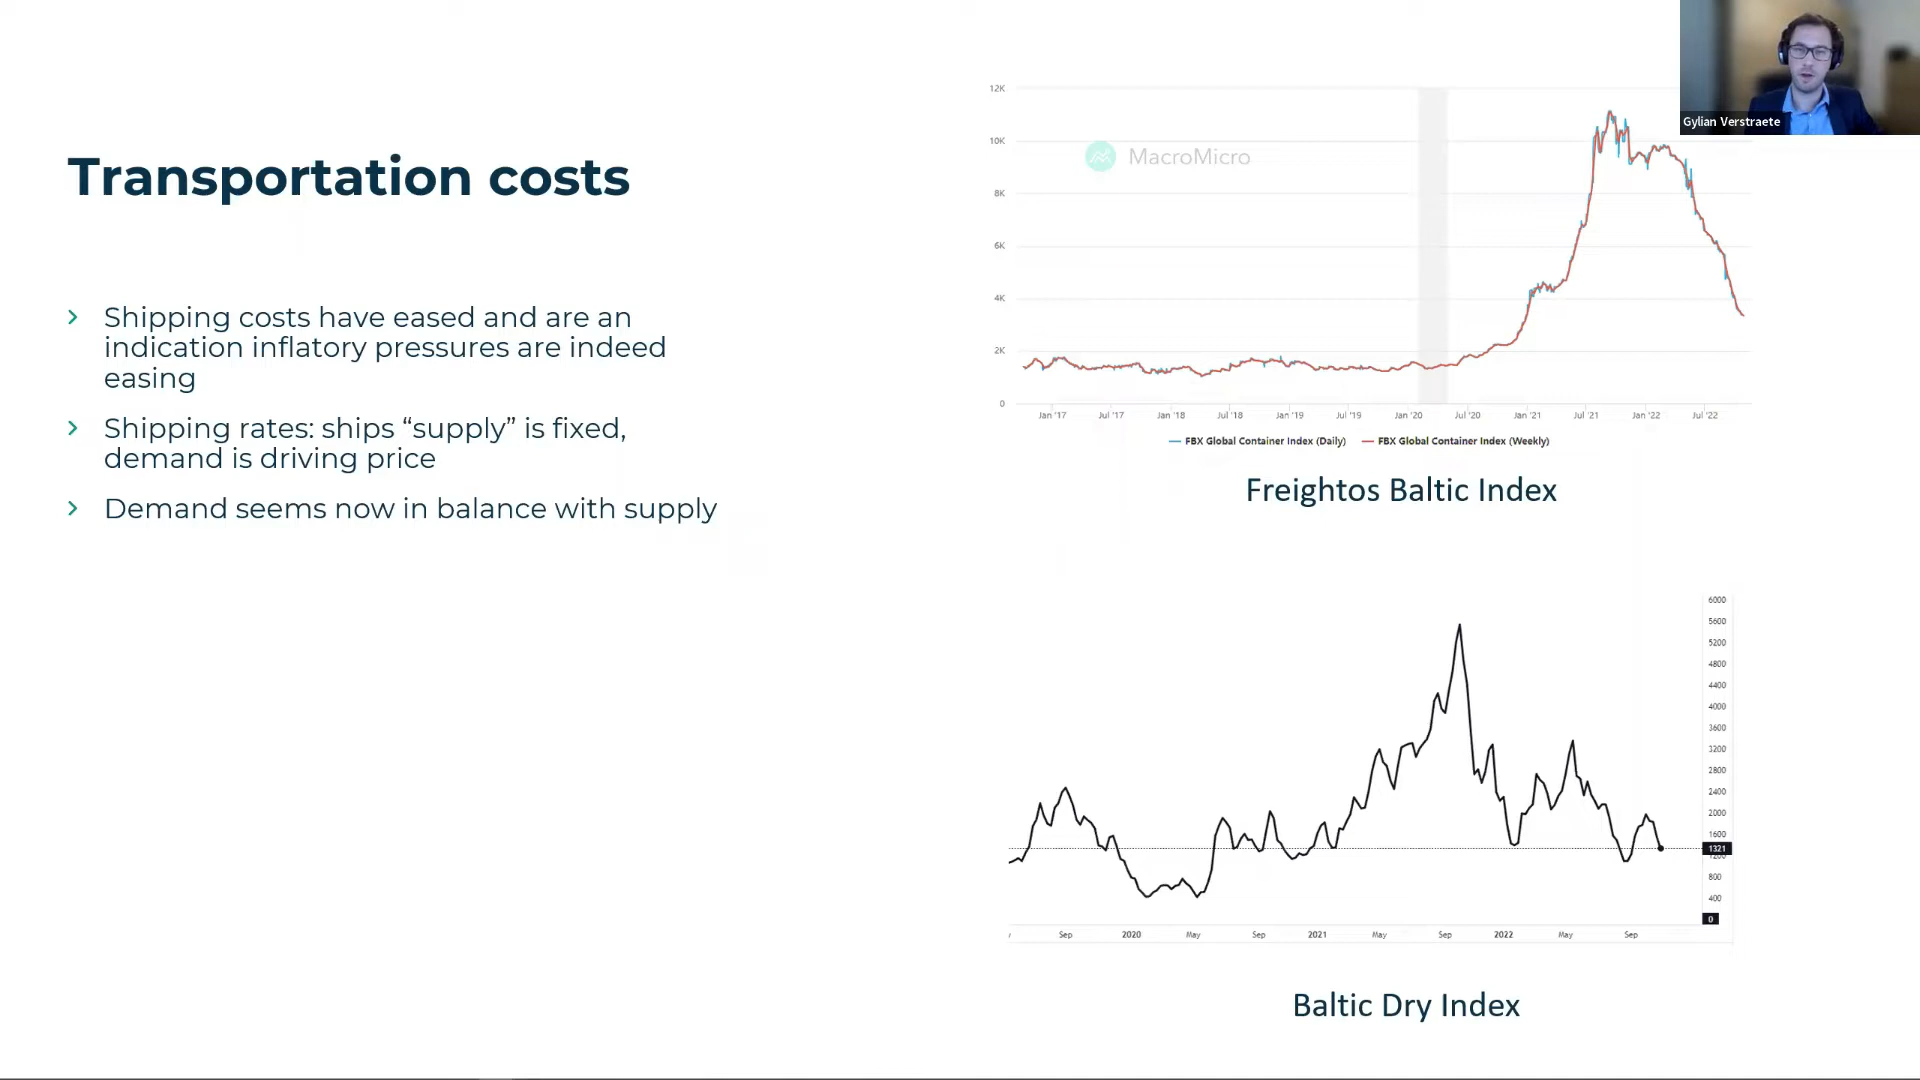 Gylian Verstraete
Transportation costs
Shipping costs have eased and are an
indication inflatory pressures are indeed
easing
Shipping rates: ships “supply” is fixed,
demand is driving price
Demand seems now in balance with supply
12K
10K
8K
6K
4K
2K
0
MacroMicro
Jan '17 Jul '17 Jan '18 Jul '18 Jan '19 Jul '19 Jan '20 Jul '20 Jan '21 Jul '21 Jan '22 Jul '22
FBX Global Container Index (Daily) FBX Global Container Index (Weekly)
Freightos Baltic Index
6000
5600
5200
4800
4400
4000
3600
3200
2800
2400
2000
1600
1321
1200
800
400
0
Sep 2020 May Sep 2021 May Sep 2022 May Sep
Baltic Dry Index